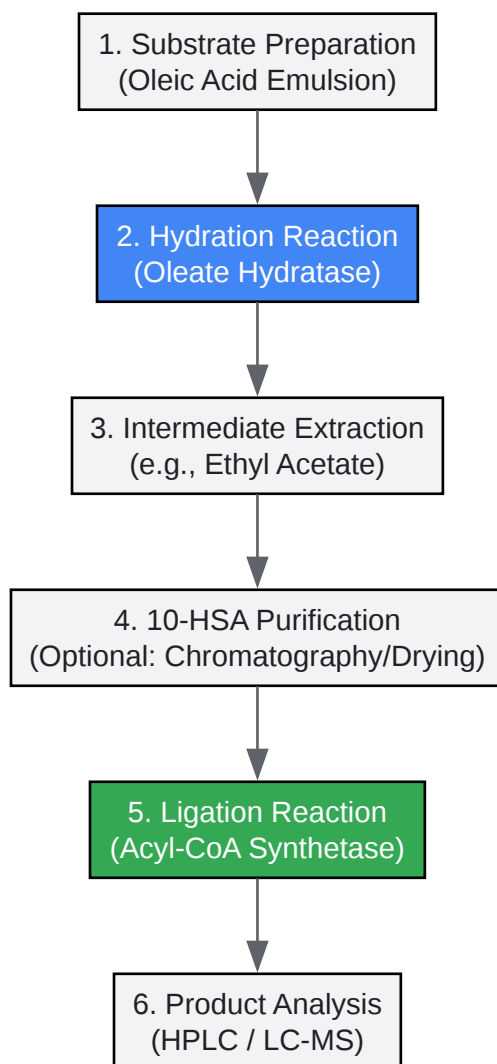 1. Substrate Preparation
(Oleic Acid Emulsion)
2. Hydration Reaction
(Oleate Hydratase)
3. Intermediate Extraction
(e.g., Ethyl Acetate)
4. 10-HSA Purification
(Optional: Chromatography/Drying)
5. Ligation Reaction
(Acyl-CoA Synthetase)
6. Product Analysis
(HPLC / LC-MS)